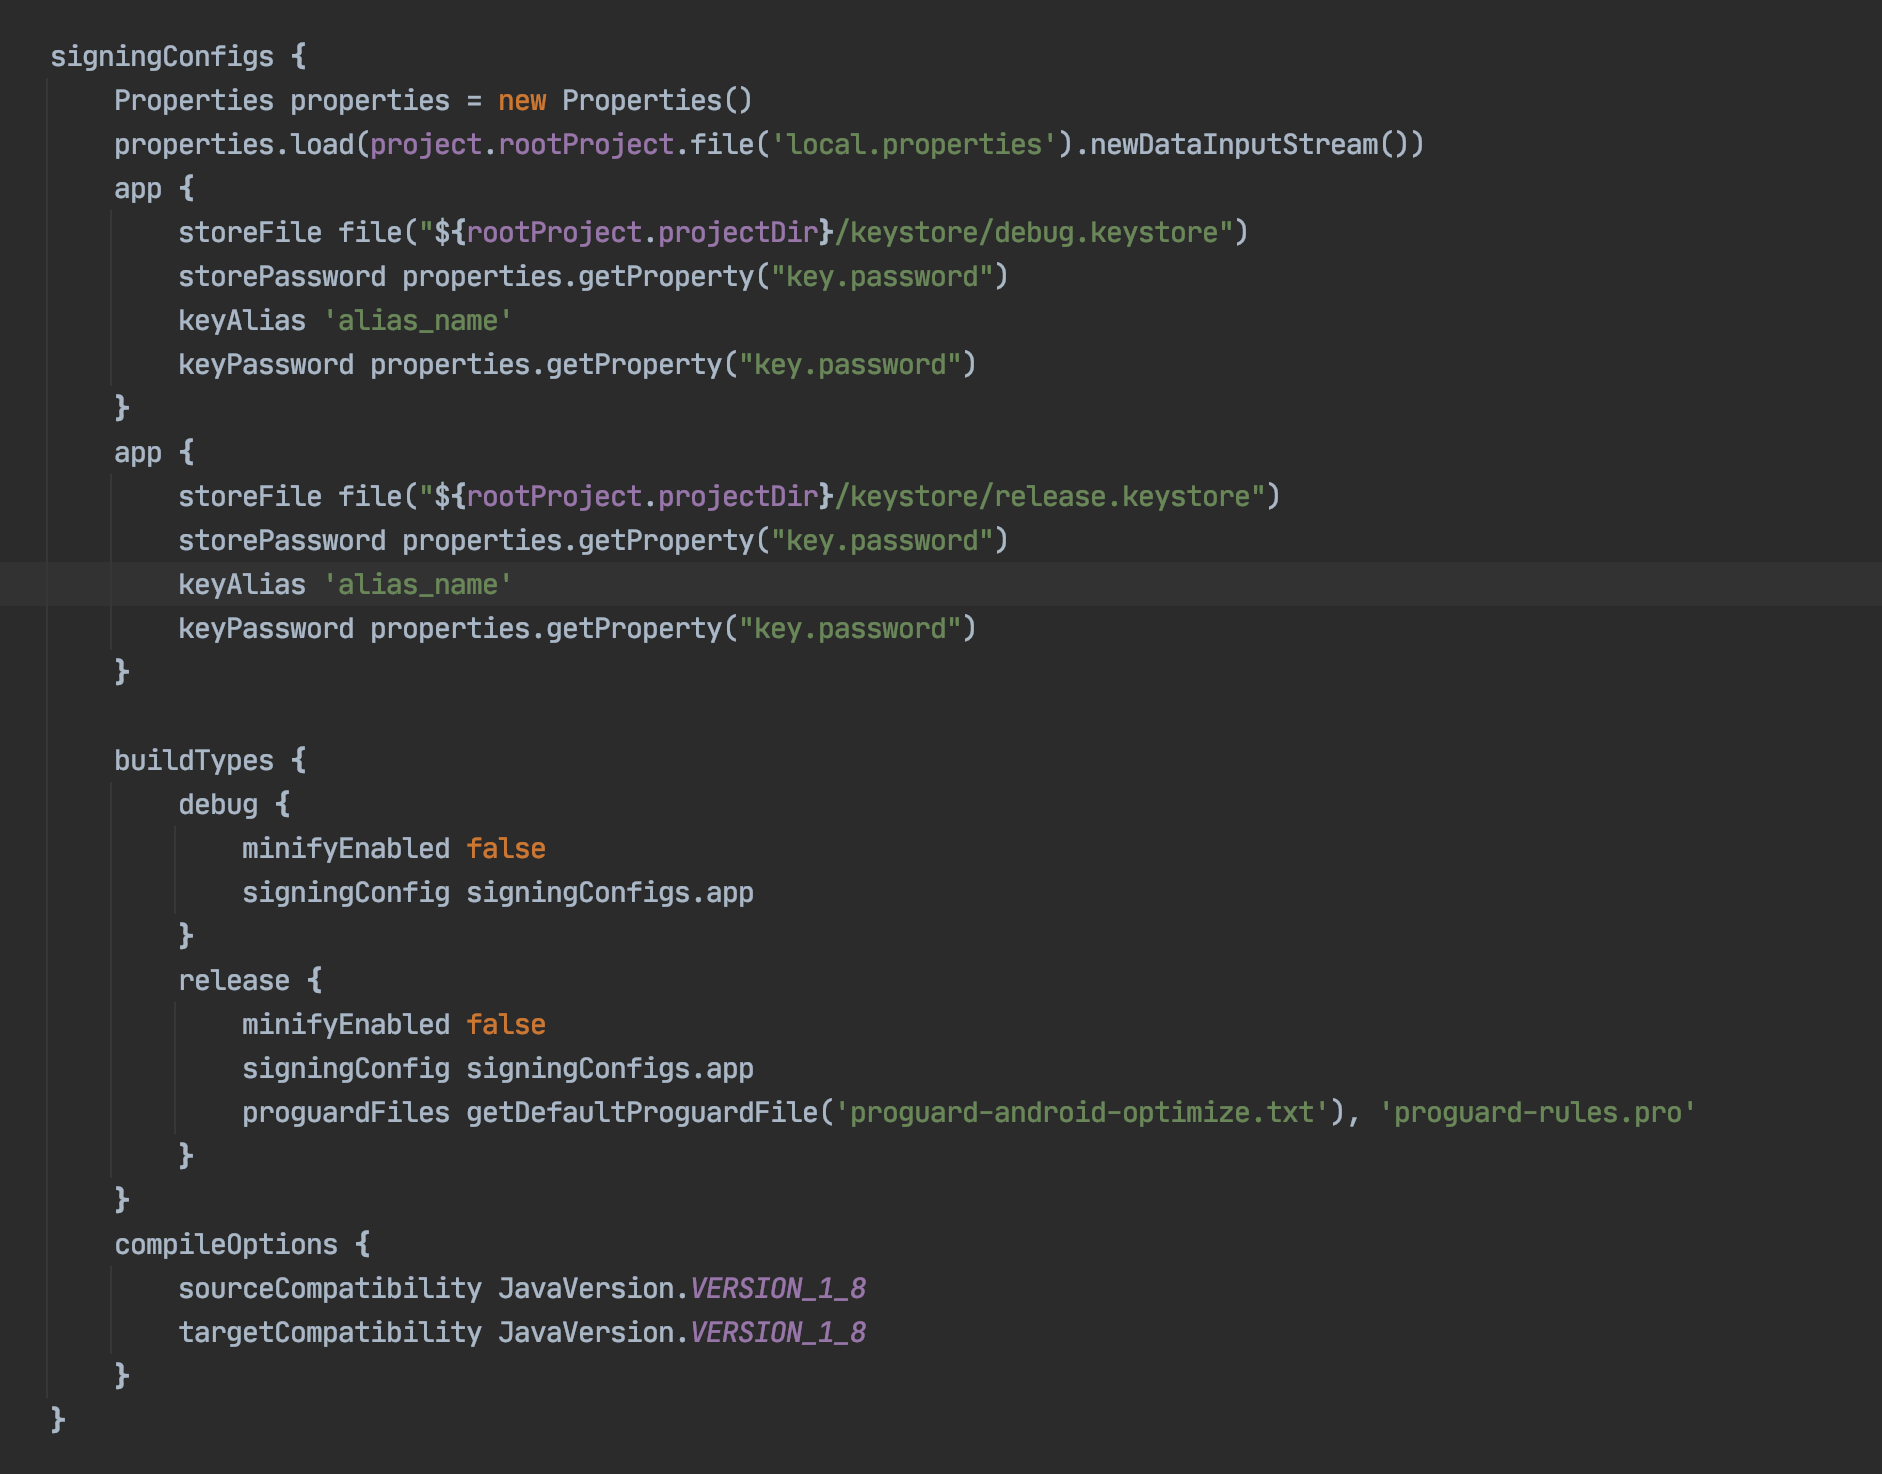 signingConfigs {
    Properties properties = new Properties()
    properties.load(project.rootProject.file('local.properties').newDataInputStream())
    app {
        storeFile file("${rootProject.projectDir}/keystore/debug.keystore")
        storePassword properties.getProperty("key.password")
        keyAlias 'alias_name'
        keyPassword properties.getProperty("key.password")
    }
    app {
        storeFile file("${rootProject.projectDir}/keystore/release.keystore")
        storePassword properties.getProperty("key.password")
        keyAlias 'alias_name'
        keyPassword properties.getProperty("key.password")
    }

    buildTypes {
        debug {
            minifyEnabled false
            signingConfig signingConfigs.app
        }
        release {
            minifyEnabled false
            signingConfig signingConfigs.app
            proguardFiles getDefaultProguardFile('proguard-android-optimize.txt'), 'proguard-rules.pro'
        }
    }
    compileOptions {
        sourceCompatibility JavaVersion.VERSION_1_8
        targetCompatibility JavaVersion.VERSION_1_8
    }
}